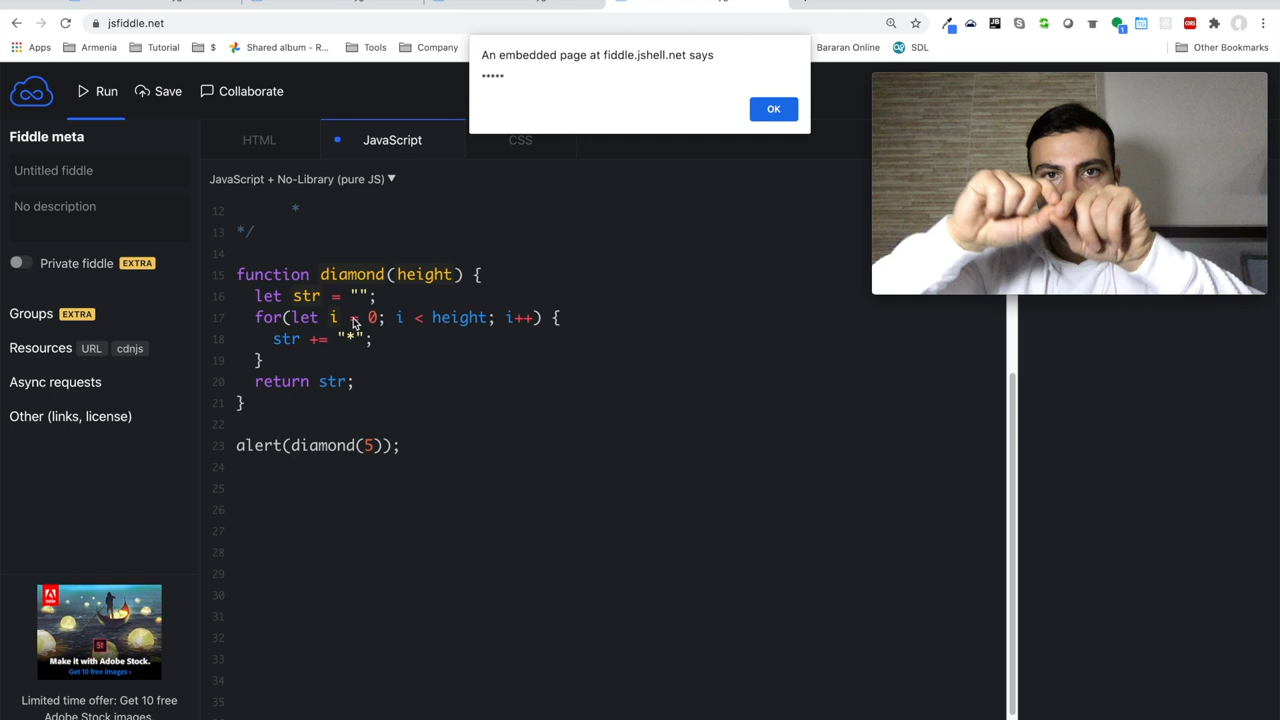 jsfiddle.net
Apps Armenia Tutorial $ Shared album - R... Tools Company Bararan Online SDL Other Bookmarks
An embedded page at fiddle.jshell.net says
*****
OK
Run Save Collaborate
Fiddle meta
Untitled fiddle
No description
Private fiddle EXTRA
Groups EXTRA
Resources URL cdnjs
Async requests
Other (links, license)
Make it with Adobe Stock.
Get 10 free images ›
Limited time offer: Get 10 free
Adobe Stock images
HTML JavaScript CSS
JavaScript + No-Library (pure JS) ▼
12 *
13 */
14
15 function diamond(height) {
16 let str = "";
17 for(let i = 0; i < height; i++) {
18 str += "*";
19 }
20 return str;
21 }
22
23 alert(diamond(5));
24
25
26
27
28
29
30
31
32
33
34
35